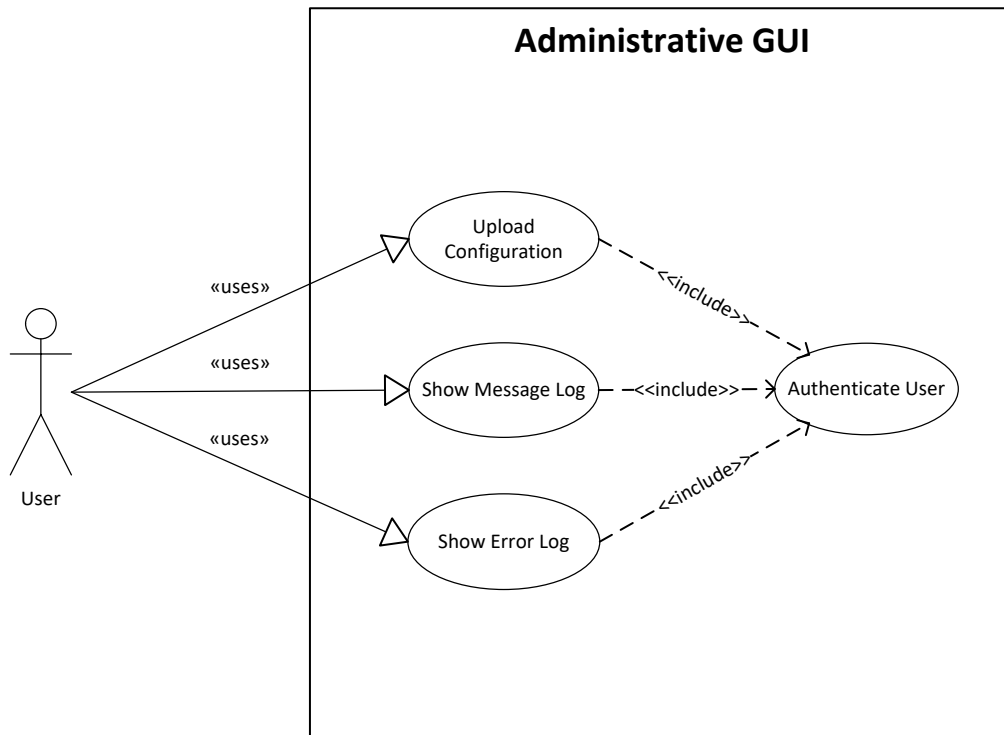 Administrative GUI
Upload
Configuration
«uses»
<<include>>
«uses»
Show Message Log
<<include>>
Authenticate User
«uses»
<<include>>
User
Show Error Log